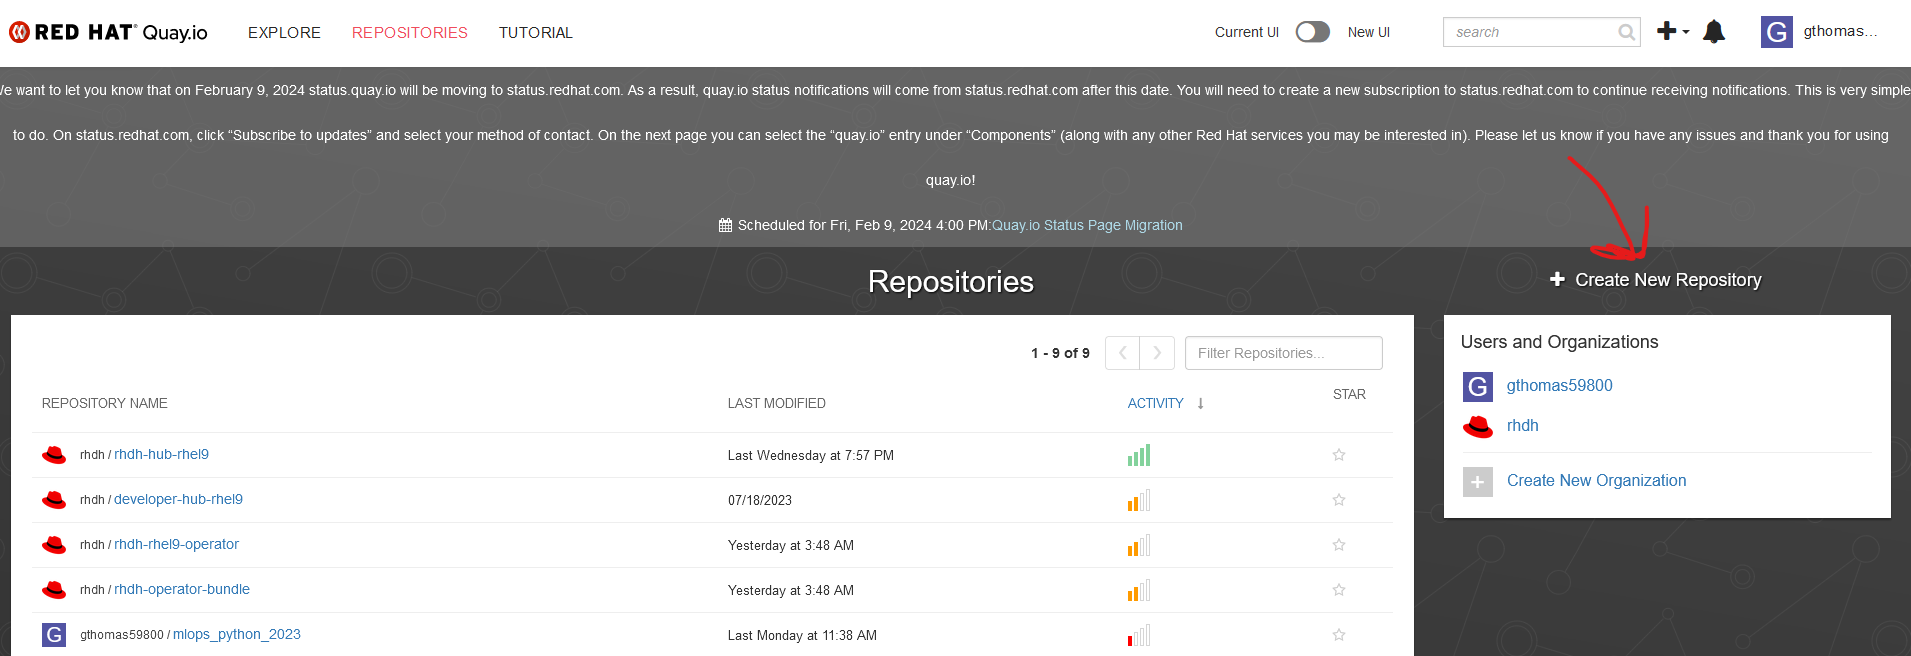 RED HAT Quay.io EXPLORE REPOSITORIES TUTORIAL Current UI New UI search G gthomas...
We want to let you know that on February 9, 2024 status.quay.io will be moving to status.redhat.com. As a result, quay.io status notifications will come from status.redhat.com after this date. You will need to create a new subscription to status.redhat.com to continue receiving notifications. This is very simple
to do. On status.redhat.com, click “Subscribe to updates” and select your method of contact. On the next page you can select the “quay.io” entry under “Components” (along with any other Red Hat services you may be interested in). Please let us know if you have any issues and thank you for using
quay.io!
Scheduled for Fri, Feb 9, 2024 4:00 PM:Quay.io Status Page Migration
Repositories
+ Create New Repository
1 - 9 of 9 Filter Repositories...
REPOSITORY NAME LAST MODIFIED ACTIVITY STAR
rhdh / rhdh-hub-rhel9 Last Wednesday at 7:57 PM
rhdh / developer-hub-rhel9 07/18/2023
rhdh / rhdh-rhel9-operator Yesterday at 3:48 AM
rhdh / rhdh-operator-bundle Yesterday at 3:48 AM
G gthomas59800 / mlops_python_2023 Last Monday at 11:38 AM
Users and Organizations
G gthomas59800
rhdh
+ Create New Organization